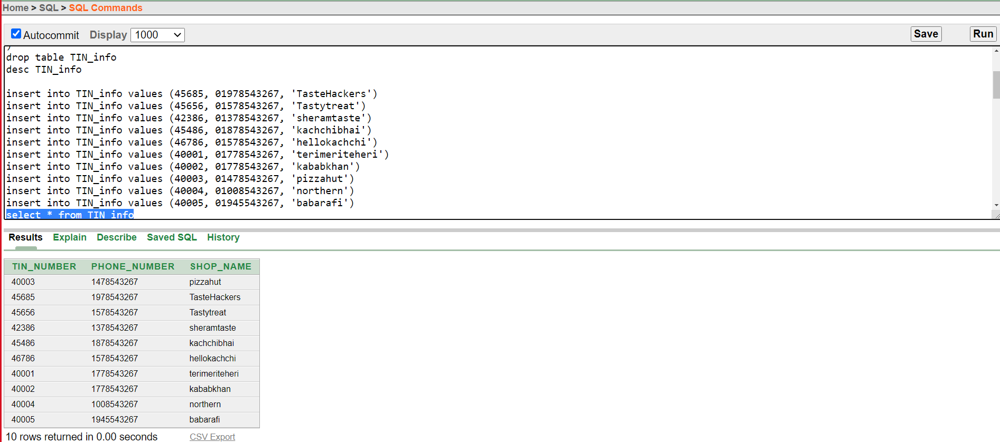 Home > SQL > SQL Commands
Autocommit Display 1000 Save Run
)
drop table TIN_info
desc TIN_info
insert into TIN_info values (45685, 01978543267, 'TasteHackers')
insert into TIN_info values (45656, 01578543267, 'Tastytreat')
insert into TIN_info values (42386, 01378543267, 'sheramtaste')
insert into TIN_info values (45486, 01878543267, 'kachchibhai')
insert into TIN_info values (46786, 01578543267, 'hellokachchi')
insert into TIN_info values (40001, 01778543267, 'terimeriteheri')
insert into TIN_info values (40002, 01778543267, 'kababkhan')
insert into TIN_info values (40003, 01478543267, 'pizzahut')
insert into TIN_info values (40004, 01008543267, 'northern')
insert into TIN_info values (40005, 01945543267, 'babarafi')
select * from TIN_info
Results Explain Describe Saved SQL History
TIN_NUMBER PHONE_NUMBER SHOP_NAME
40003 1478543267 pizzahut
45685 1978543267 TasteHackers
45656 1578543267 Tastytreat
42386 1378543267 sheramtaste
45486 1878543267 kachchibhai
46786 1578543267 hellokachchi
40001 1778543267 terimeriteheri
40002 1778543267 kababkhan
40004 1008543267 northern
40005 1945543267 babarafi
10 rows returned in 0.00 seconds CSV Export